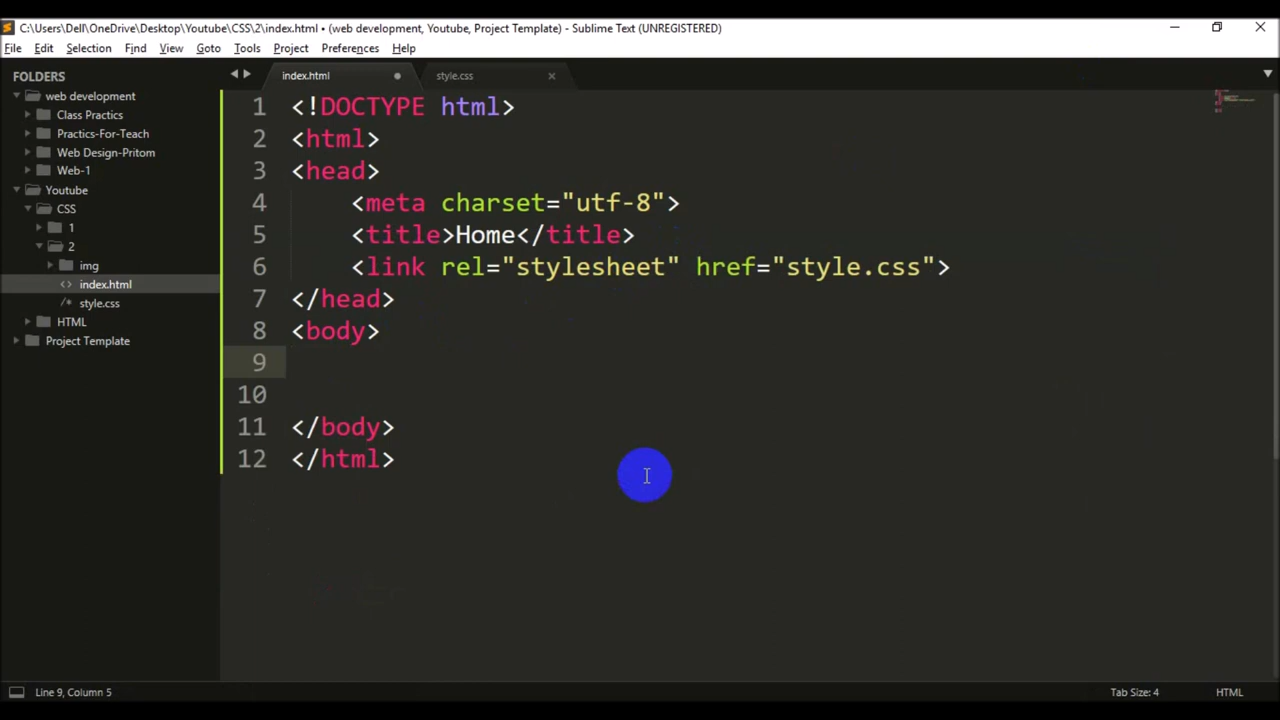 C:\Users\Dell\OneDrive\Desktop\Youtube\CSS\2\index.html • (web development, Youtube, Project Template) - Sublime Text (UNREGISTERED)
File Edit Selection Find View Goto Tools Project Preferences Help
FOLDERS
web development
Class Practics
Practics-For-Teach
Web Design-Pritom
Web-1
Youtube
CSS
1
2
img
index.html
style.css
HTML
Project Template
index.html style.css
1 <!DOCTYPE html>
2 <html>
3 <head>
4 <meta charset="utf-8">
5 <title>Home</title>
6 <link rel="stylesheet" href="style.css">
7 </head>
8 <body>
9
10
11 </body>
12 </html>
Line 9, Column 5 Tab Size: 4 HTML